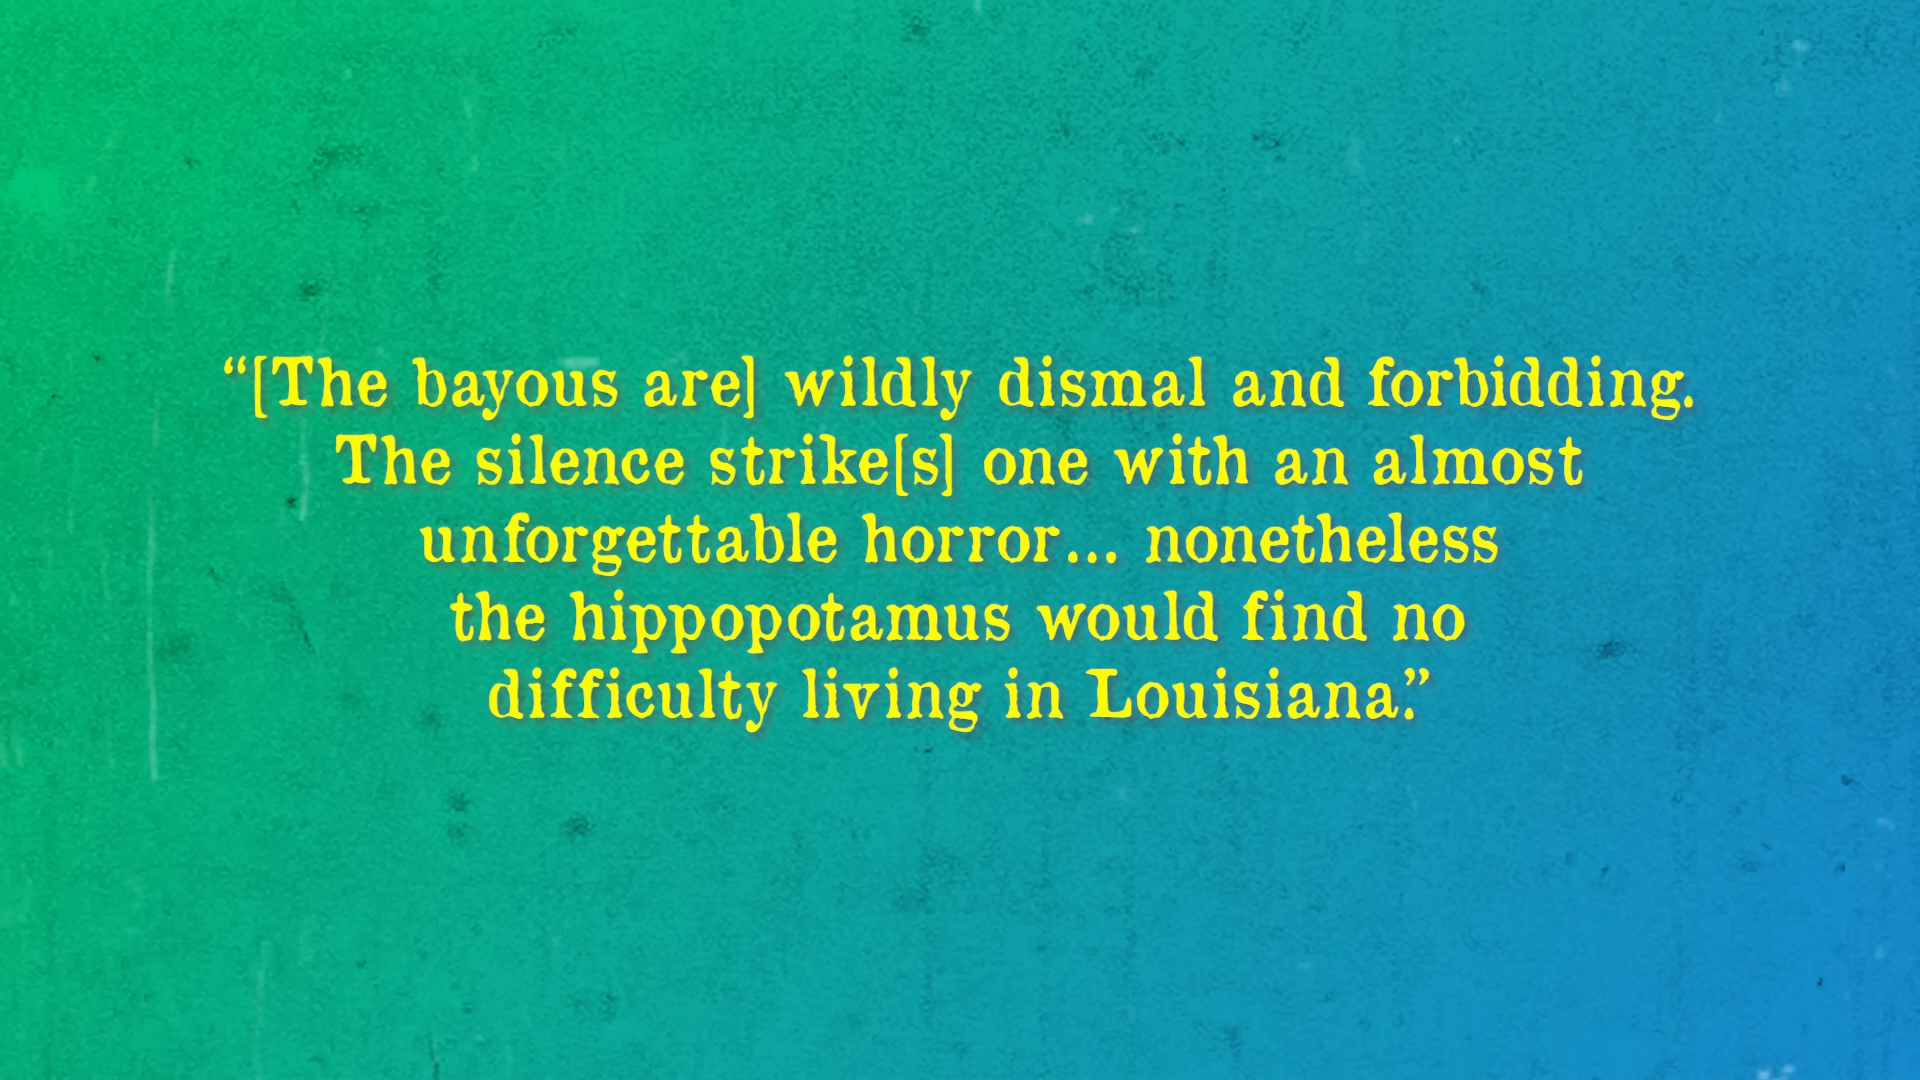 “[The bayous are] wildly dismal and forbidding.
The silence strike[s] one with an almost
unforgettable horror... nonetheless
the hippopotamus would find no
difficulty living in Louisiana.”